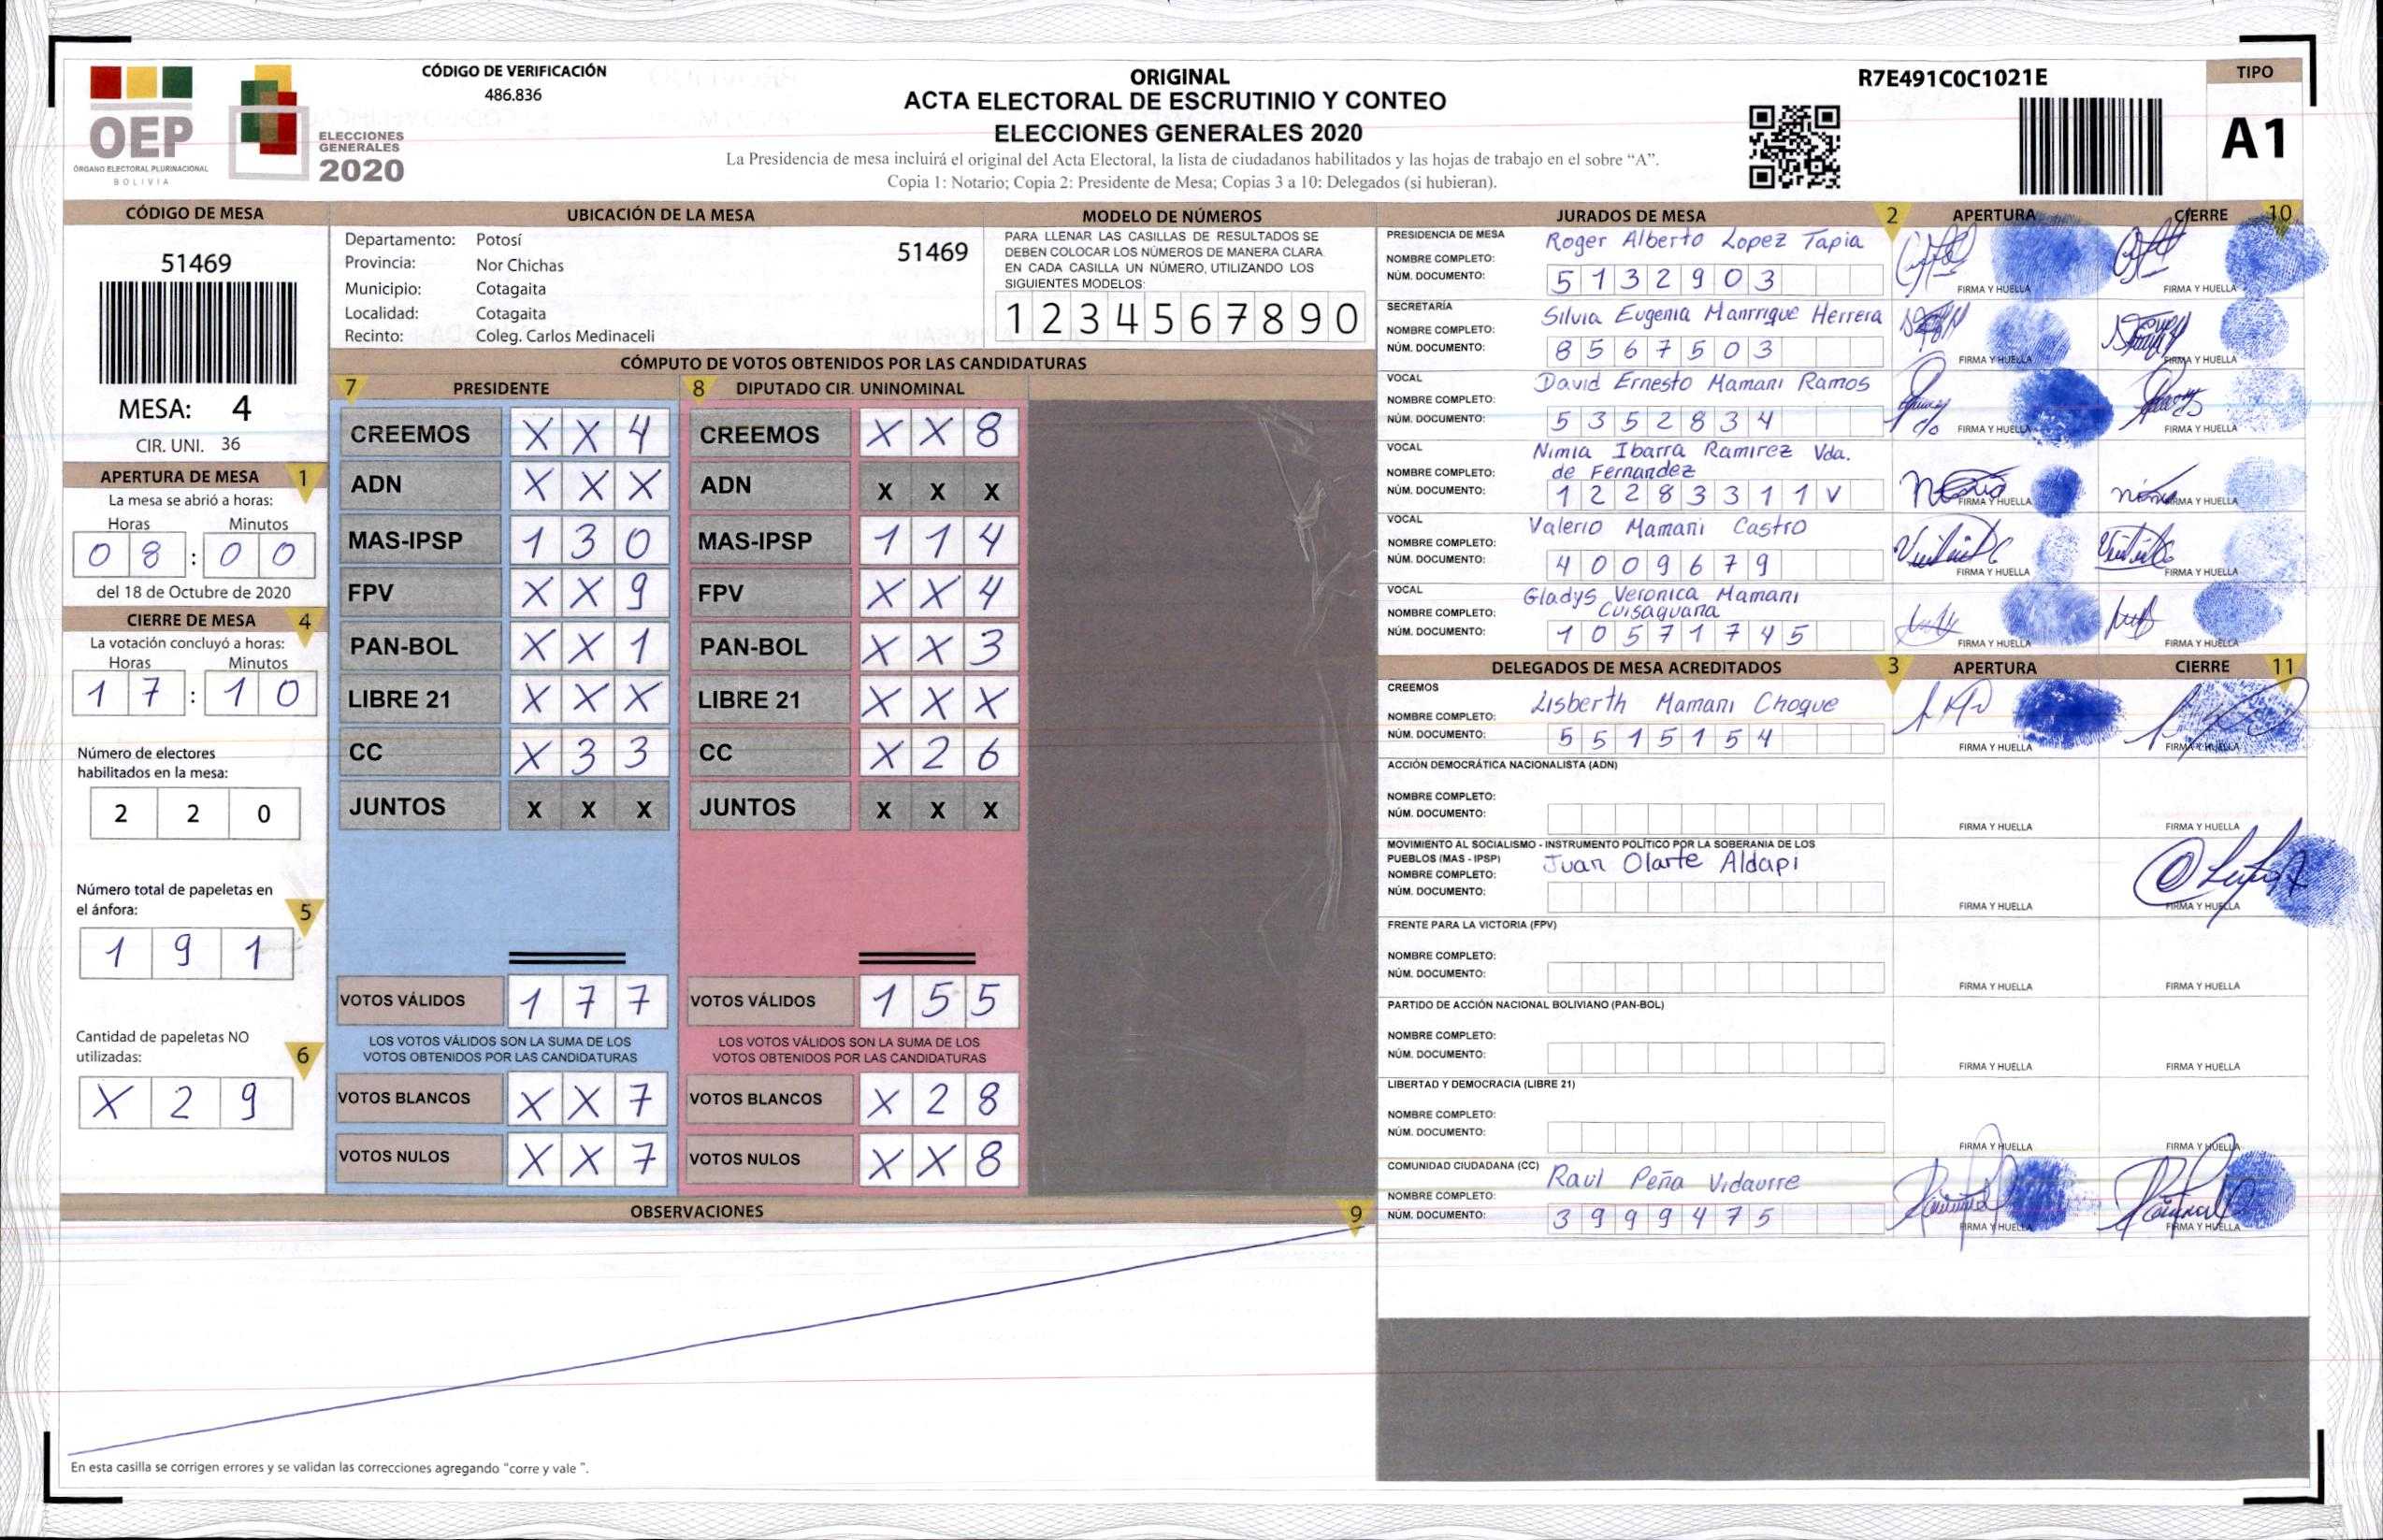 OEP
ÓRGANO ELECTORAL PLURINACIONAL
BOLIVIA
ELECCIONES
GENERALES
2020
CÓDIGO DE VERIFICACIÓN
486.836
ORIGINAL
ACTA ELECTORAL DE ESCRUTINIO Y CONTEO
ELECCIONES GENERALES 2020
La Presidencia de mesa incluirá el original del Acta Electoral, la lista de ciudadanos habilitados y las hojas de trabajo en el sobre “A”.
Copia 1: Notario; Copia 2: Presidente de Mesa; Copias 3 a 10: Delegados (si hubieran).
R7E491C0C1021E
TIPO
A1
CÓDIGO DE MESA
51469
MESA: 4
CIR. UNI. 36
APERTURA DE MESA 1
La mesa se abrió a horas:
Horas Minutos
0 8 : 0 0
del 18 de Octubre de 2020
CIERRE DE MESA 4
La votación concluyó a horas:
Horas Minutos
1 7 : 1 0
Número de electores
habilitados en la mesa:
2 2 0
Número total de papeletas en
el ánfora: 5
1 9 1
Cantidad de papeletas NO
utilizadas: 6
X 2 9
UBICACIÓN DE LA MESA
Departamento: Potosí
51469
Provincia: Nor Chichas
Municipio: Cotagaita
Localidad: Cotagaita
Recinto: Coleg. Carlos Medinaceli
MODELO DE NÚMEROS
PARA LLENAR LAS CASILLAS DE RESULTADOS SE
DEBEN COLOCAR LOS NÚMEROS DE MANERA CLARA
EN CADA CASILLA UN NÚMERO, UTILIZANDO LOS
SIGUIENTES MODELOS:
1 2 3 4 5 6 7 8 9 0
CÓMPUTO DE VOTOS OBTENIDOS POR LAS CANDIDATURAS
7 PRESIDENTE
CREEMOS X X 4
ADN X X X
MAS-IPSP 1 3 0
FPV X X 9
PAN-BOL X X 1
LIBRE 21 X X X
CC X 3 3
JUNTOS X X X
VOTOS VÁLIDOS 1 7 7
LOS VOTOS VÁLIDOS SON LA SUMA DE LOS
VOTOS OBTENIDOS POR LAS CANDIDATURAS
VOTOS BLANCOS X X 7
VOTOS NULOS X X 7
8 DIPUTADO CIR. UNINOMINAL
CREEMOS X X 8
ADN X X X
MAS-IPSP 1 1 4
FPV X X 4
PAN-BOL X X 3
LIBRE 21 X X X
CC X 2 6
JUNTOS X X X
VOTOS VÁLIDOS 1 5 5
LOS VOTOS VÁLIDOS SON LA SUMA DE LOS
VOTOS OBTENIDOS POR LAS CANDIDATURAS
VOTOS BLANCOS X 2 8
VOTOS NULOS X X 8
OBSERVACIONES 9
En esta casilla se corrigen errores y se validan las correcciones agregando “corre y vale ”.
JURADOS DE MESA 2 APERTURA CIERRE 10
PRESIDENCIA DE MESA Roger Alberto Lopez Tapia
NOMBRE COMPLETO:
NÚM. DOCUMENTO: 5 1 3 2 9 0 3
FIRMA Y HUELLA FIRMA Y HUELLA
SECRETARÍA Silvia Eugenia Manrrique Herrera
NOMBRE COMPLETO:
NÚM. DOCUMENTO: 8 5 6 7 5 0 3
FIRMA Y HUELLA FIRMA Y HUELLA
VOCAL David Ernesto Mamani Ramos
NOMBRE COMPLETO:
NÚM. DOCUMENTO: 5 3 5 2 8 3 4
FIRMA Y HUELLA FIRMA Y HUELLA
VOCAL Nimia Ibarra Ramirez Vda.
NOMBRE COMPLETO: de Fernandez
NÚM. DOCUMENTO: 1 2 2 8 3 3 1 1 V
FIRMA Y HUELLA FIRMA Y HUELLA
VOCAL Valerio Mamani Castro
NOMBRE COMPLETO:
NÚM. DOCUMENTO: 4 0 0 9 6 7 9
FIRMA Y HUELLA FIRMA Y HUELLA
VOCAL Gladys Veronica Mamani
NOMBRE COMPLETO: Cuisaguana
NÚM. DOCUMENTO: 1 0 5 7 1 7 4 5
FIRMA Y HUELLA FIRMA Y HUELLA
DELEGADOS DE MESA ACREDITADOS 3 APERTURA CIERRE 11
CREEMOS Lisberth Mamani Choque
NOMBRE COMPLETO:
NÚM. DOCUMENTO: 5 5 1 5 1 5 4
FIRMA Y HUELLA FIRMA Y HUELLA
ACCIÓN DEMOCRÁTICA NACIONALISTA (ADN)
NOMBRE COMPLETO:
NÚM. DOCUMENTO:
FIRMA Y HUELLA FIRMA Y HUELLA
MOVIMIENTO AL SOCIALISMO - INSTRUMENTO POLÍTICO POR LA SOBERANIA DE LOS
PUEBLOS (MAS - IPSP) Juan Olarte Aldapi
NOMBRE COMPLETO:
NÚM. DOCUMENTO:
FIRMA Y HUELLA FIRMA Y HUELLA
FRENTE PARA LA VICTORIA (FPV)
NOMBRE COMPLETO:
NÚM. DOCUMENTO:
FIRMA Y HUELLA FIRMA Y HUELLA
PARTIDO DE ACCIÓN NACIONAL BOLIVIANO (PAN-BOL)
NOMBRE COMPLETO:
NÚM. DOCUMENTO:
FIRMA Y HUELLA FIRMA Y HUELLA
LIBERTAD Y DEMOCRACIA (LIBRE 21)
NOMBRE COMPLETO:
NÚM. DOCUMENTO:
FIRMA Y HUELLA FIRMA Y HUELLA
COMUNIDAD CIUDADANA (CC) Raul Peña Vidaurre
NOMBRE COMPLETO:
NÚM. DOCUMENTO: 3 9 9 9 4 7 5
FIRMA Y HUELLA FIRMA Y HUELLA